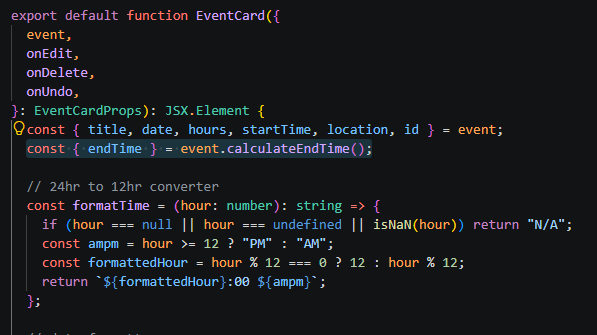 export default function EventCard({
event,
onEdit,
onDelete,
onUndo,
}: EventCardProps): JSX.Element {
const { title, date, hours, startTime, location, id } = event;
const { endTime } = event.calculateEndTime();
// 24hr to 12hr converter
const formatTime = (hour: number): string => {
if (hour === null || hour === undefined || isNaN(hour)) return "N/A";
const ampm = hour >= 12 ? "PM" : "AM";
const formattedHour = hour % 12 === 0 ? 12 : hour % 12;
return `${formattedHour}:00 ${ampm}`;
};